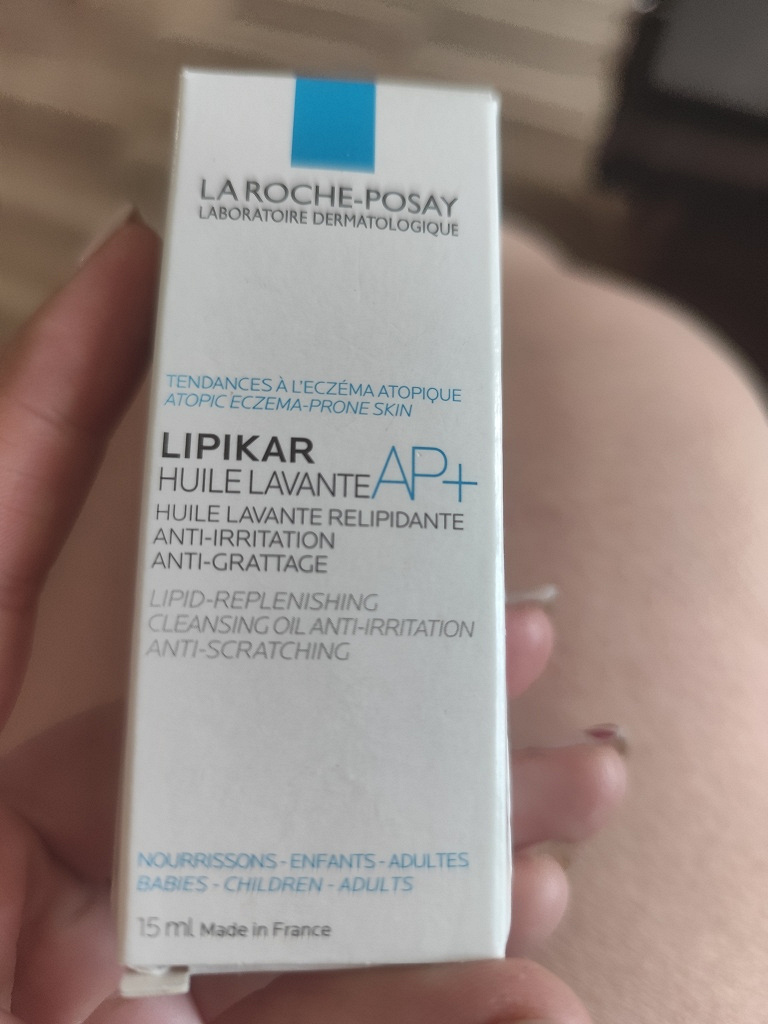 LA ROCHE-POSAY
LABORATOIRE DERMATOLOGIQUE
TENDANCES À L'ECZÉMA ATOPIQUE
ATOPIC ECZEMA-PRONE SKIN
LIPIKAR
HUILE LAVANTE AP+
HUILE LAVANTE RELIPIDANTE
ANTI-IRRITATION
ANTI-GRATTAGE
LIPID-REPLENISHING
CLEANSING OIL ANTI-IRRITATION
ANTI-SCRATCHING
NOURRISSONS - ENFANTS - ADULTES
BABIES - CHILDREN - ADULTS
15 ml Made in France